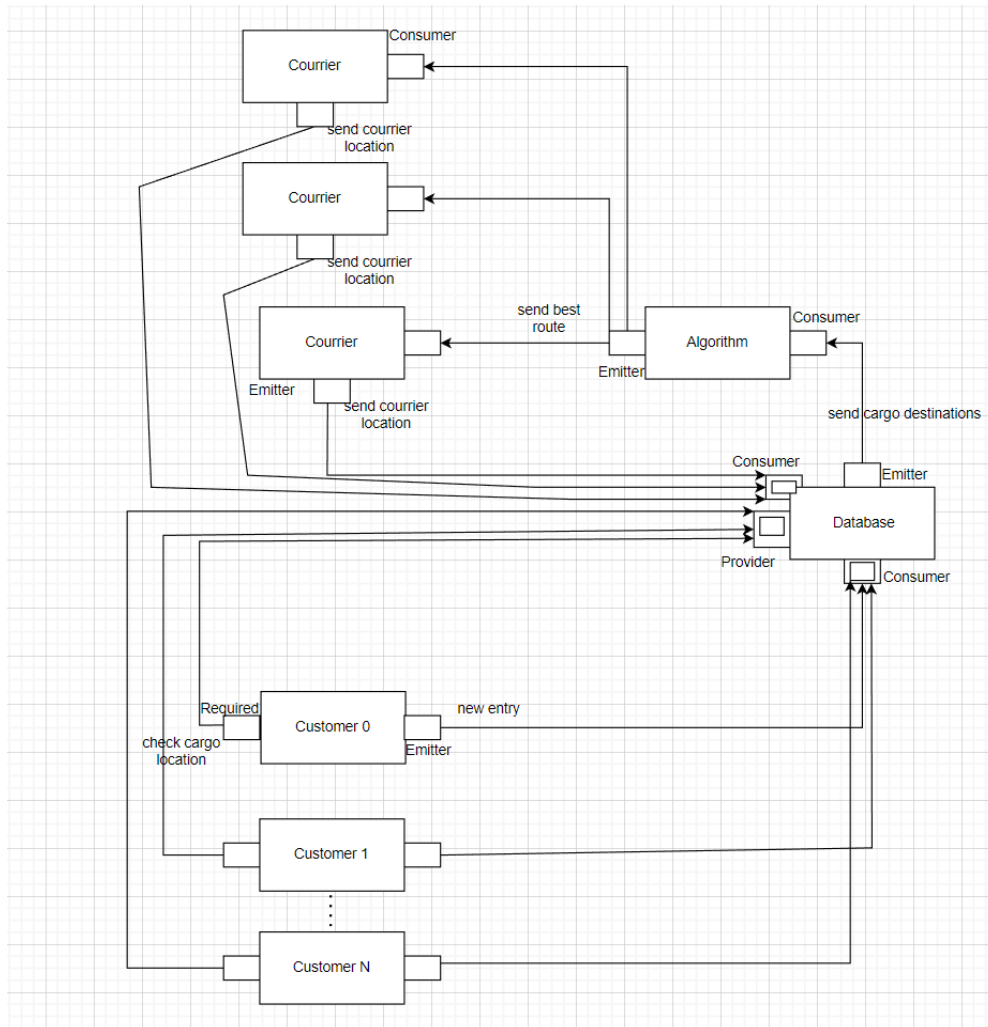 Consumer
Courrier
send courrier
location
Courrier
send courrier
location
send best
route
Consumer
Courrier
Algorithm
Emitter
Emitter
send courrier
location
send cargo destinations
Consumer
Emitter
Database
Provider
Consumer
Required
new entry
Customer 0
check cargo
location
Emitter
Customer 1
Customer N